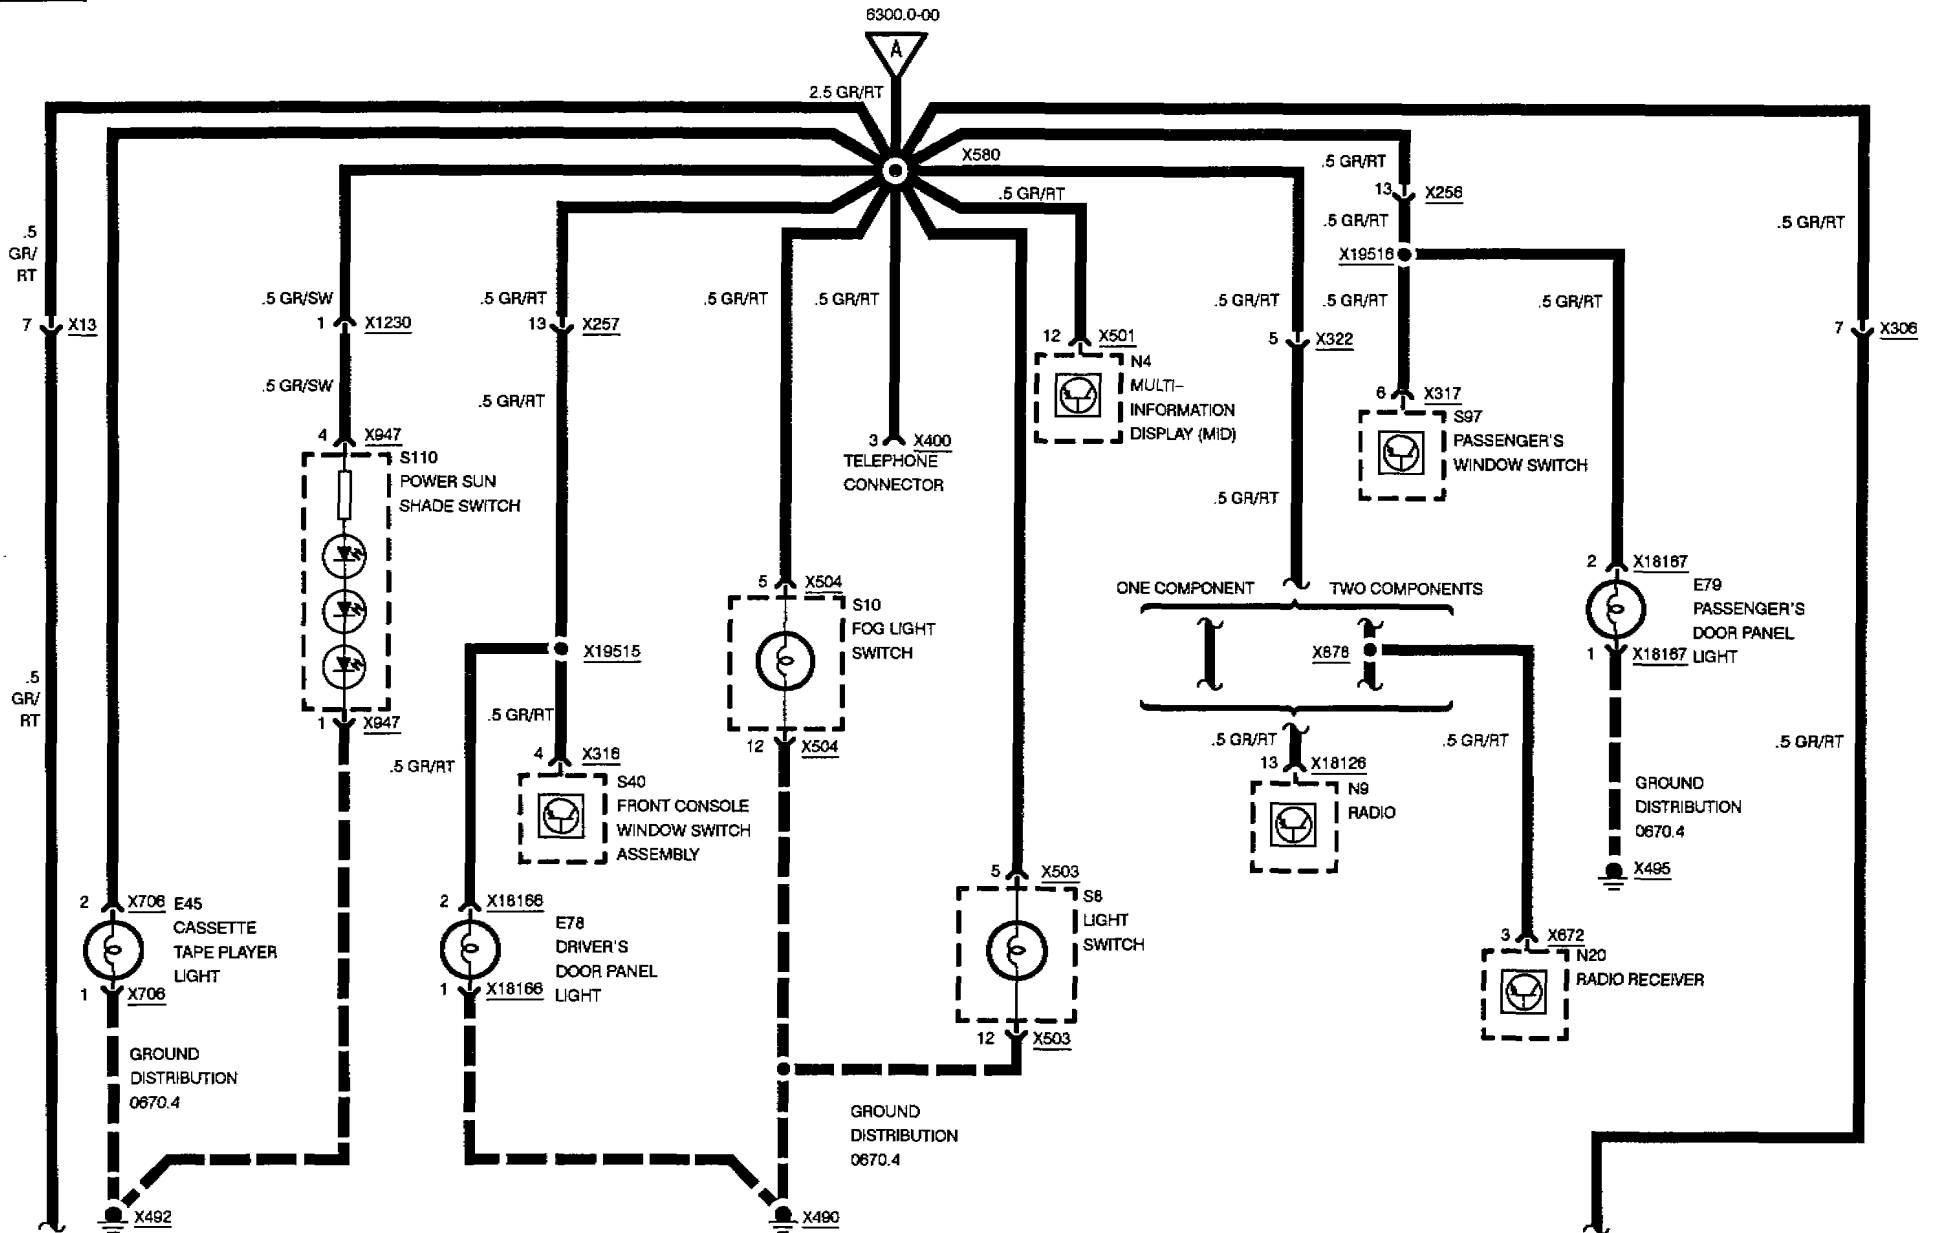 6300.0-00
A
2.5 GR/RT
X580
.5 GR/RT
.5 GR/RT
13 X256
.5
GR/
RT
.5 GR/RT
.5 GR/RT
X19516
.5 GR/SW
.5 GR/RT
.5 GR/RT
.5 GR/RT
.5 GR/RT
.5 GR/RT
.5 GR/RT
7 X13
1 X1230
13 X257
12 X501
5 X322
7 X306
N4
MULTI-
INFORMATION
DISPLAY (MID)
.5 GR/SW
.5 GR/RT
6 X317
S97
PASSENGER'S
WINDOW SWITCH
4 X947
S110
POWER SUN
SHADE SWITCH
3 X400
TELEPHONE
CONNECTOR
.5 GR/RT
5 X504
S10
FOG LIGHT
SWITCH
ONE COMPONENT
TWO COMPONENTS
2 X18167
E79
PASSENGER'S
DOOR PANEL
LIGHT
1 X18167
X19515
X878
.5
GR/
RT
1 X947
.5 GR/RT
12 X504
.5 GR/RT
.5 GR/RT
.5 GR/RT
.5 GR/RT
4 X316
S40
FRONT CONSOLE
WINDOW SWITCH
ASSEMBLY
13 X18126
N9
RADIO
GROUND
DISTRIBUTION
0670.4
X495
5 X503
S8
LIGHT
SWITCH
2 X706
E45
CASSETTE
TAPE PLAYER
LIGHT
1 X706
2 X18166
E78
DRIVER'S
DOOR PANEL
LIGHT
1 X18166
3 X672
N20
RADIO RECEIVER
12 X503
GROUND
DISTRIBUTION
0670.4
GROUND
DISTRIBUTION
0670.4
X492
X490